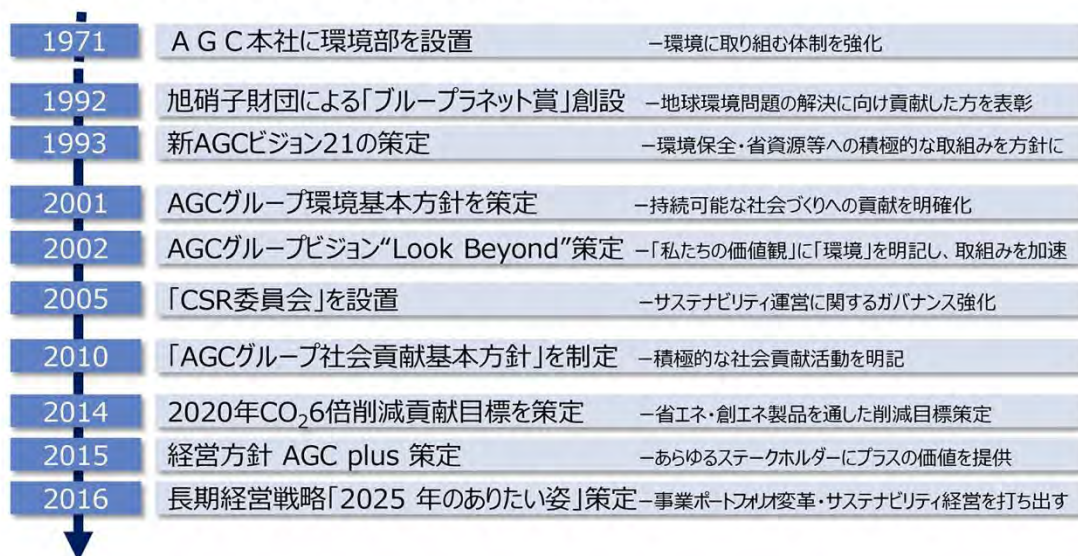 1971 AGC本社に環境部を設置 −環境に取り組む体制を強化
1992 旭硝子財団による「ブループラネット賞」創設 −地球環境問題の解決に向け貢献した方を表彰
1993 新AGCビジョン21の策定 −環境保全・省資源等への積極的な取組みを方針に
2001 AGCグループ環境基本方針を策定 −持続可能な社会づくりへの貢献を明確化
2002 AGCグループビジョン“Look Beyond”策定 −「私たちの価値観」に「環境」を明記し、取組みを加速
2005 「CSR委員会」を設置 −サステナビリティ運営に関するガバナンス強化
2010 「AGCグループ社会貢献基本方針」を制定 −積極的な社会貢献活動を明記
2014 2020年CO₂6倍削減貢献目標を策定 −省エネ・創エネ製品を通した削減目標策定
2015 経営方針 AGC plus 策定 −あらゆるステークホルダーにプラスの価値を提供
2016 長期経営戦略「2025 年のありたい姿」策定 −事業ポートフォリオ変革・サステナビリティ経営を打ち出す